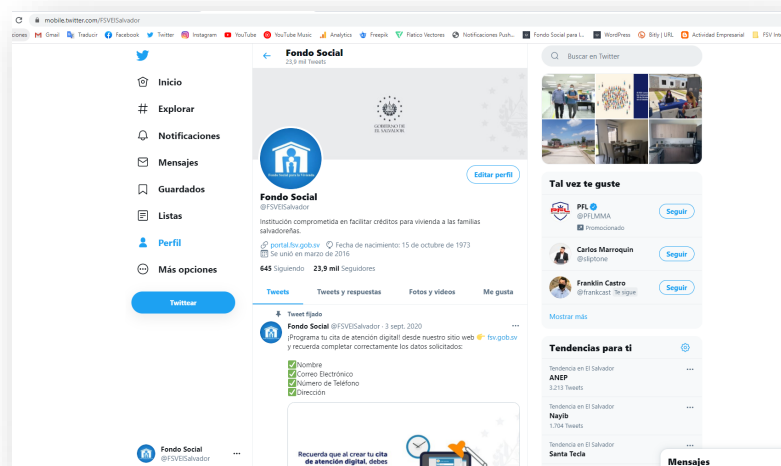 mobile.twitter.com/FSVElSalvador
ciones Gmail Traducir Facebook Twitter Instagram YouTube YouTube Music Analytics Freepik Flatico Vectores Notificaciones Push... Fondo Social para l... WordPress Bitly | URL Actividad Empresarial FSV Inte
Fondo Social
23,9 mil Tweets
Buscar en Twitter
Inicio
Explorar
Notificaciones
Mensajes
Guardados
Listas
Perfil
Más opciones
Twittear
GOBIERNO DE
EL SALVADOR
Fondo Social para la Vivienda
Editar perfil
Fondo Social
@FSVElSalvador
Institución comprometida en facilitar créditos para vivienda a las familias
salvadoreñas.
portal.fsv.gob.sv Fecha de nacimiento: 15 de octubre de 1973
Se unió en marzo de 2016
645 Siguiendo 23,9 mil Seguidores
Tweets Tweets y respuestas Fotos y videos Me gusta
Tweet fijado
Fondo Social @FSVElSalvador · 3 sept. 2020
¡Programa tu cita de atención digital! desde nuestro sitio web 👉 fsv.gob.sv
y recuerda completar correctamente los datos solicitados:
✅Nombre
✅Correo Electrónico
✅Número de Teléfono
✅Dirección
Recuerda que al crear tu cita
de atención digital, debes
Tal vez te guste
PFL
@PFLMMA
Promocionado
Seguir
Carlos Marroquin
@sliptone
Seguir
Franklin Castro
@frankcast Te sigue
Seguir
Mostrar más
Tendencias para ti
Tendencia en El Salvador
ANEP
3.213 Tweets
Tendencia en El Salvador
Nayib
1.704 Tweets
Tendencia en El Salvador
Santa Tecla
Mensajes
Fondo Social
@FSVElSalvador